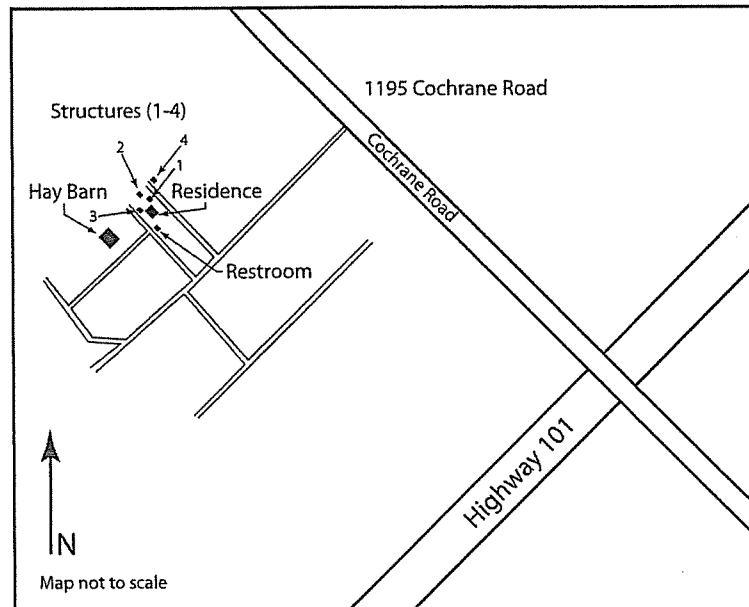 1195 Cochrane Road
Structures (1-4)
2
4
1
Hay Barn
3
Residence
Cochrane Road
Restroom
Highway 101
N
Map not to scale